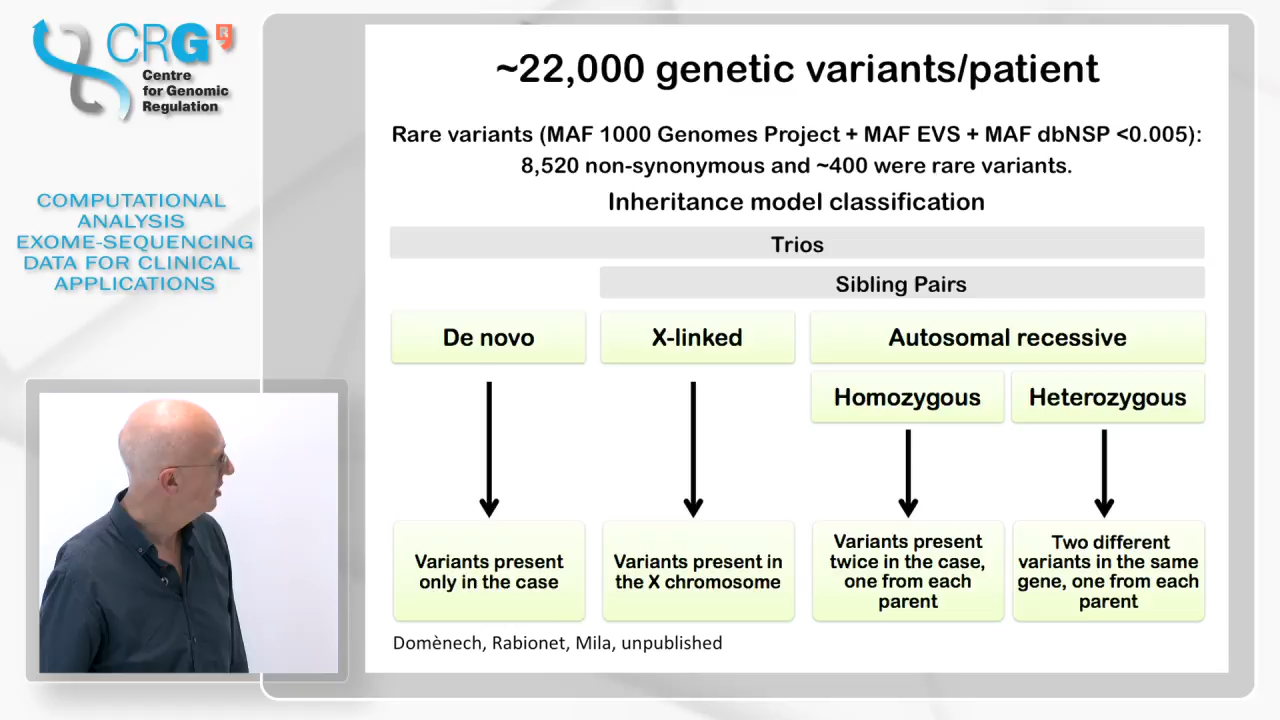 CRG
R
Centre
for Genomic
Regulation
COMPUTATIONAL
ANALYSIS
EXOME-SEQUENCING
DATA FOR CLINICAL
APPLICATIONS
~22,000 genetic variants/patient
Rare variants (MAF 1000 Genomes Project + MAF EVS + MAF dbNSP <0.005):
8,520 non-synonymous and ~400 were rare variants.
Inheritance model classification
Trios
Sibling Pairs
De novo
X-linked
Autosomal recessive
Homozygous
Heterozygous
Variants present
only in the case
Variants present in
the X chromosome
Variants present
twice in the case,
one from each
parent
Two different
variants in the same
gene, one from each
parent
Domènech, Rabionet, Mila, unpublished